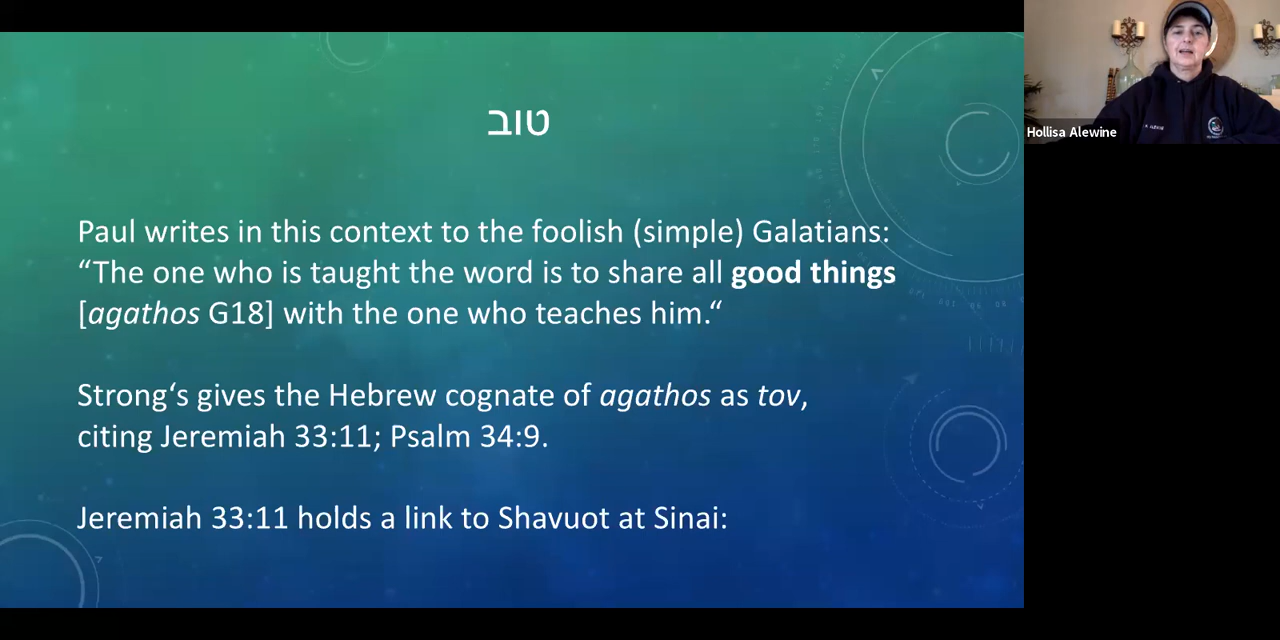 טוב
Paul writes in this context to the foolish (simple) Galatians:
“The one who is taught the word is to share all good things
[agathos G18] with the one who teaches him.“
Strong‘s gives the Hebrew cognate of agathos as tov,
citing Jeremiah 33:11; Psalm 34:9.
Jeremiah 33:11 holds a link to Shavuot at Sinai:
Hollisa Alewine